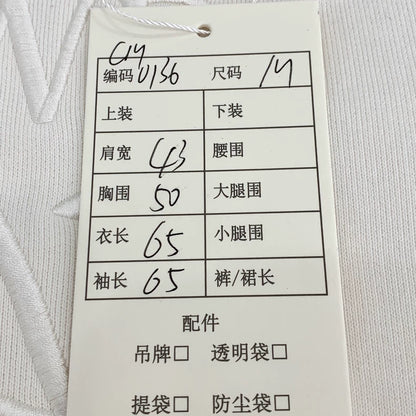 CM
编码 U136 尺码 M
上装 下装
肩宽 43 腰围
胸围 50 大腿围
衣长 65 小腿围
袖长 65 裤/裙长
配件
吊牌□ 透明袋□
提袋□ 防尘袋□